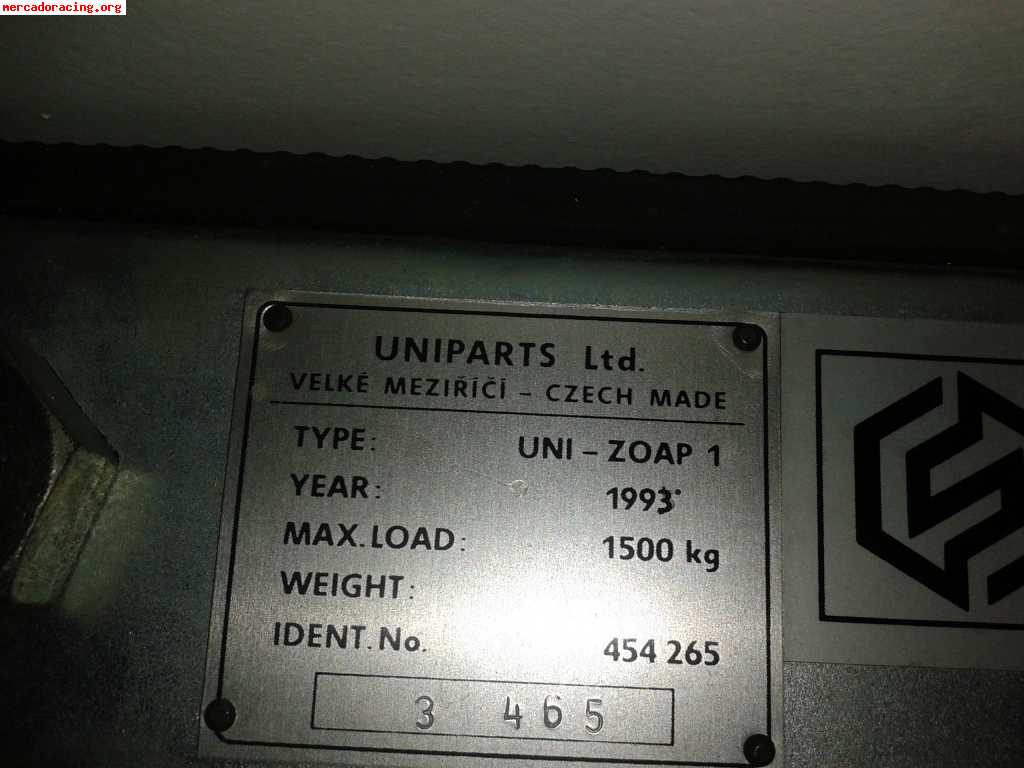 mercadoracing.org
UNIPARTS Ltd.
VELKÉ MEZIŘÍČÍ - CZECH MADE
TYPE: UNI - ZOAP 1
YEAR: 1993
MAX. LOAD: 1500 kg
WEIGHT:
IDENT. No. 454 265
3 465